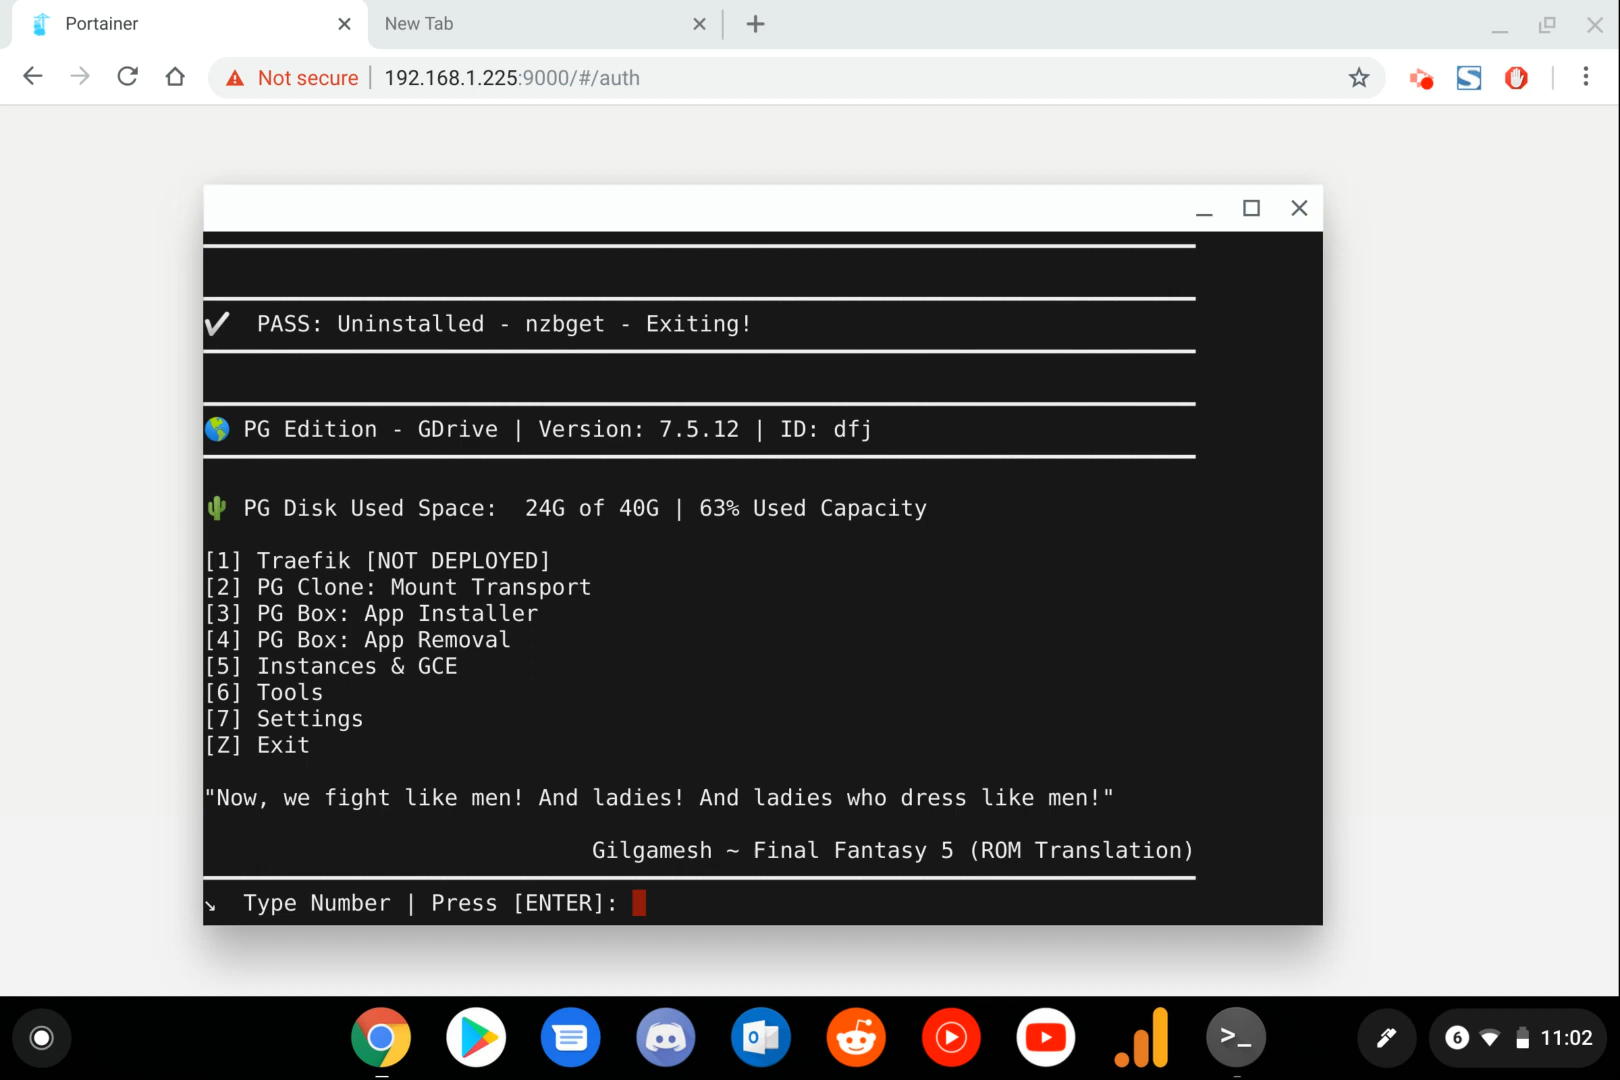 Portainer
New Tab
Not secure | 192.168.1.225:9000/#/auth
PASS: Uninstalled - nzbget - Exiting!
PG Edition - GDrive | Version: 7.5.12 | ID: dfj
PG Disk Used Space: 24G of 40G | 63% Used Capacity
[1] Traefik [NOT DEPLOYED]
[2] PG Clone: Mount Transport
[3] PG Box: App Installer
[4] PG Box: App Removal
[5] Instances & GCE
[6] Tools
[7] Settings
[Z] Exit
"Now, we fight like men! And ladies! And ladies who dress like men!"
Gilgamesh ~ Final Fantasy 5 (ROM Translation)
Type Number | Press [ENTER]:
6 11:02